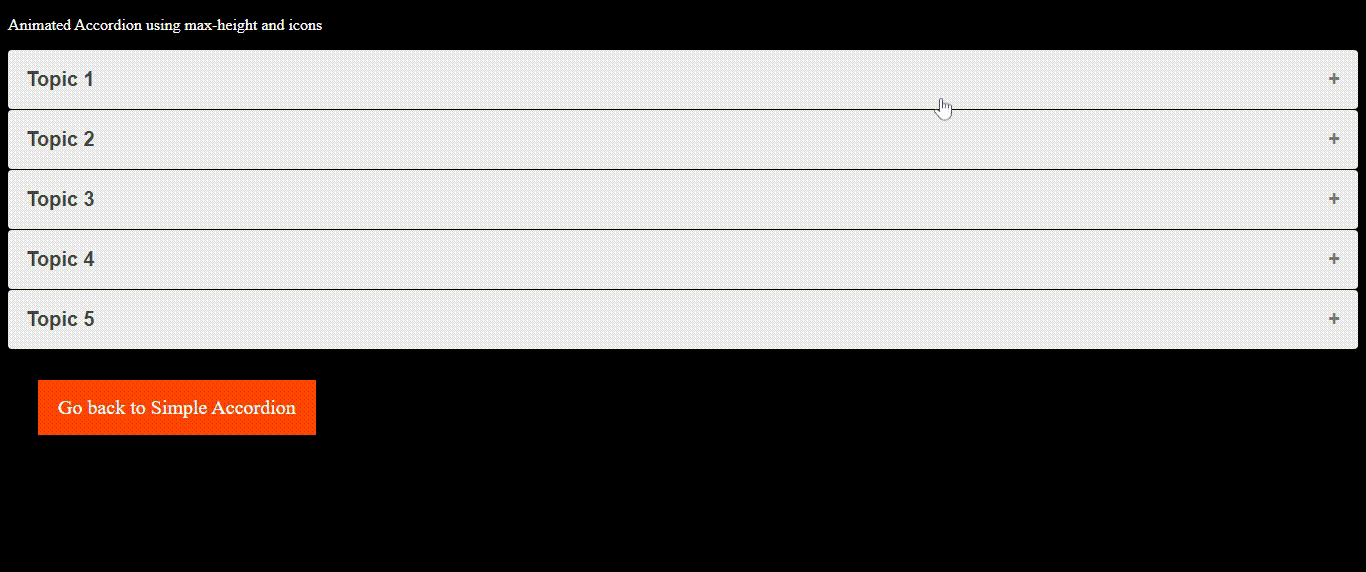 Animated Accordion using max-height and icons
Topic 1 +
Topic 2 +
Topic 3 +
Topic 4 +
Topic 5 +
Go back to Simple Accordion